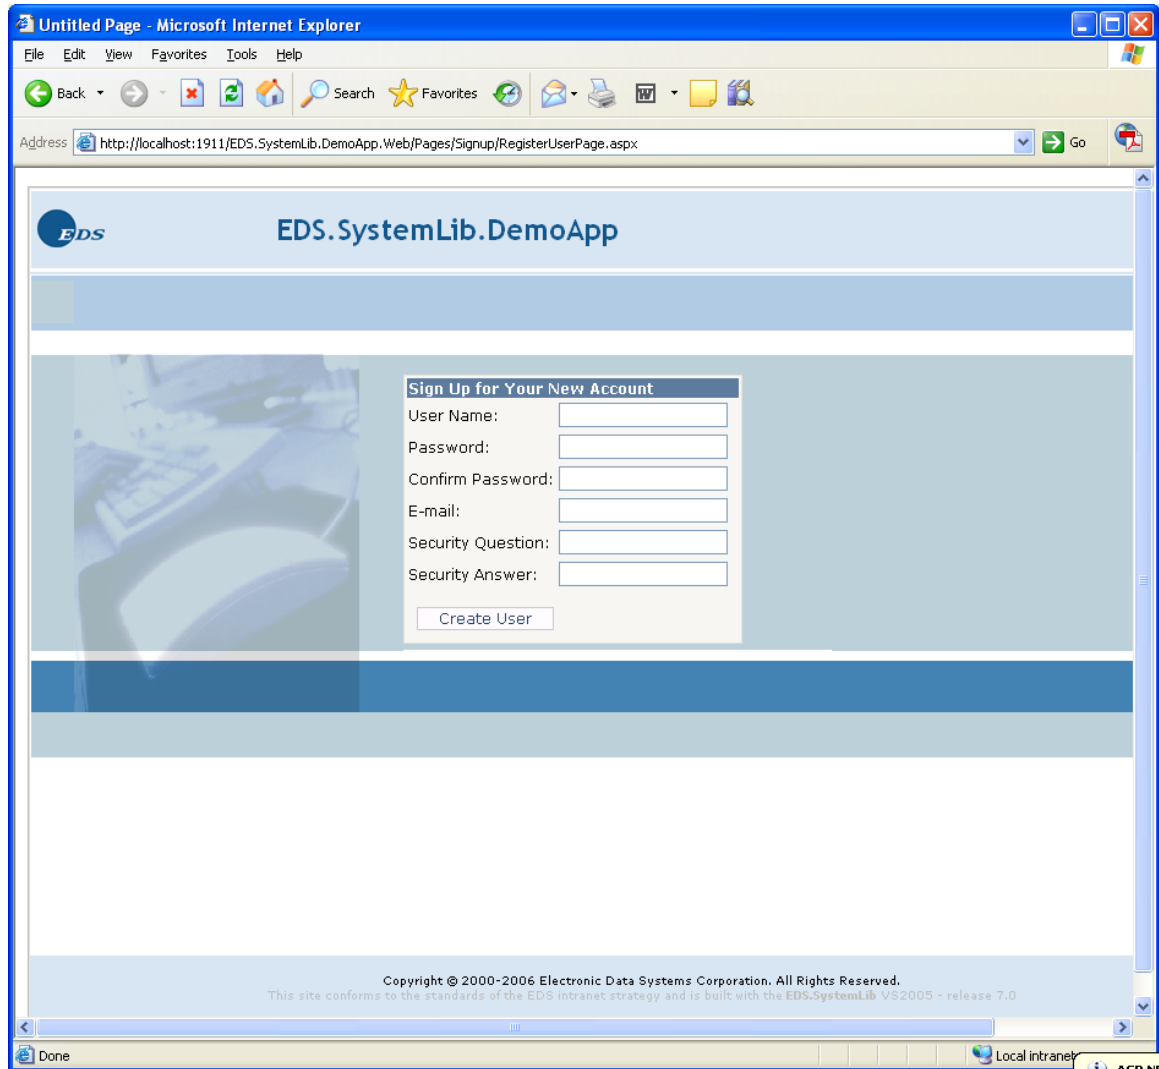 Untitled Page - Microsoft Internet Explorer
File Edit View Favorites Tools Help
Back Search Favorites
Address http://localhost:1911/EDS.SystemLib.DemoApp.Web/Pages/Signup/RegisterUserPage.aspx Go
EDS EDS.SystemLib.DemoApp
Sign Up for Your New Account
User Name:
Password:
Confirm Password:
E-mail:
Security Question:
Security Answer:
Create User
Copyright © 2000-2006 Electronic Data Systems Corporation. All Rights Reserved.
This site conforms to the standards of the EDS intranet strategy and is built with the EDS.SystemLib VS2005 - release 7.0
Done Local intranet